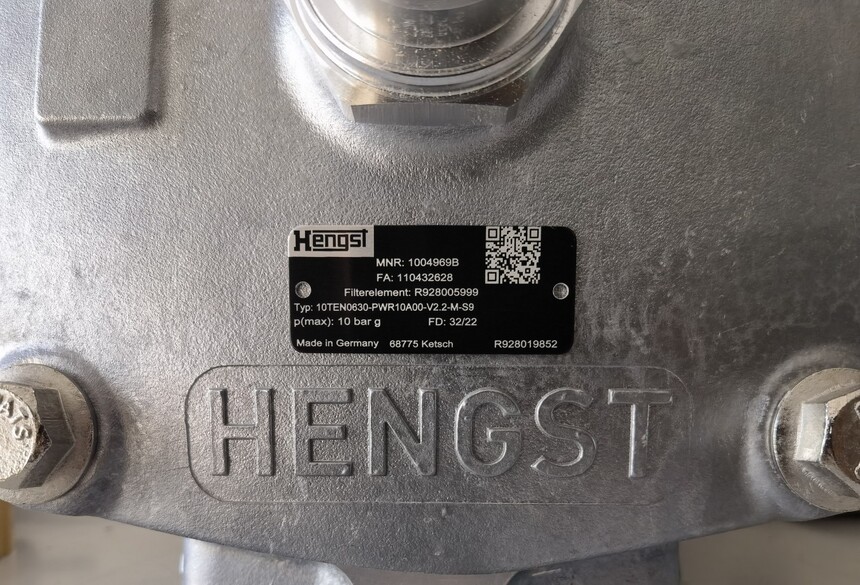 Hengst
MNR: 1004969B
FA: 110432628
Filterelement: R928005999
Typ: 10TEN0630-PWR10A00-V2.2-M-S9
p(max): 10 bar g FD: 32/22
Made in Germany 68775 Ketsch R928019852
HENGST